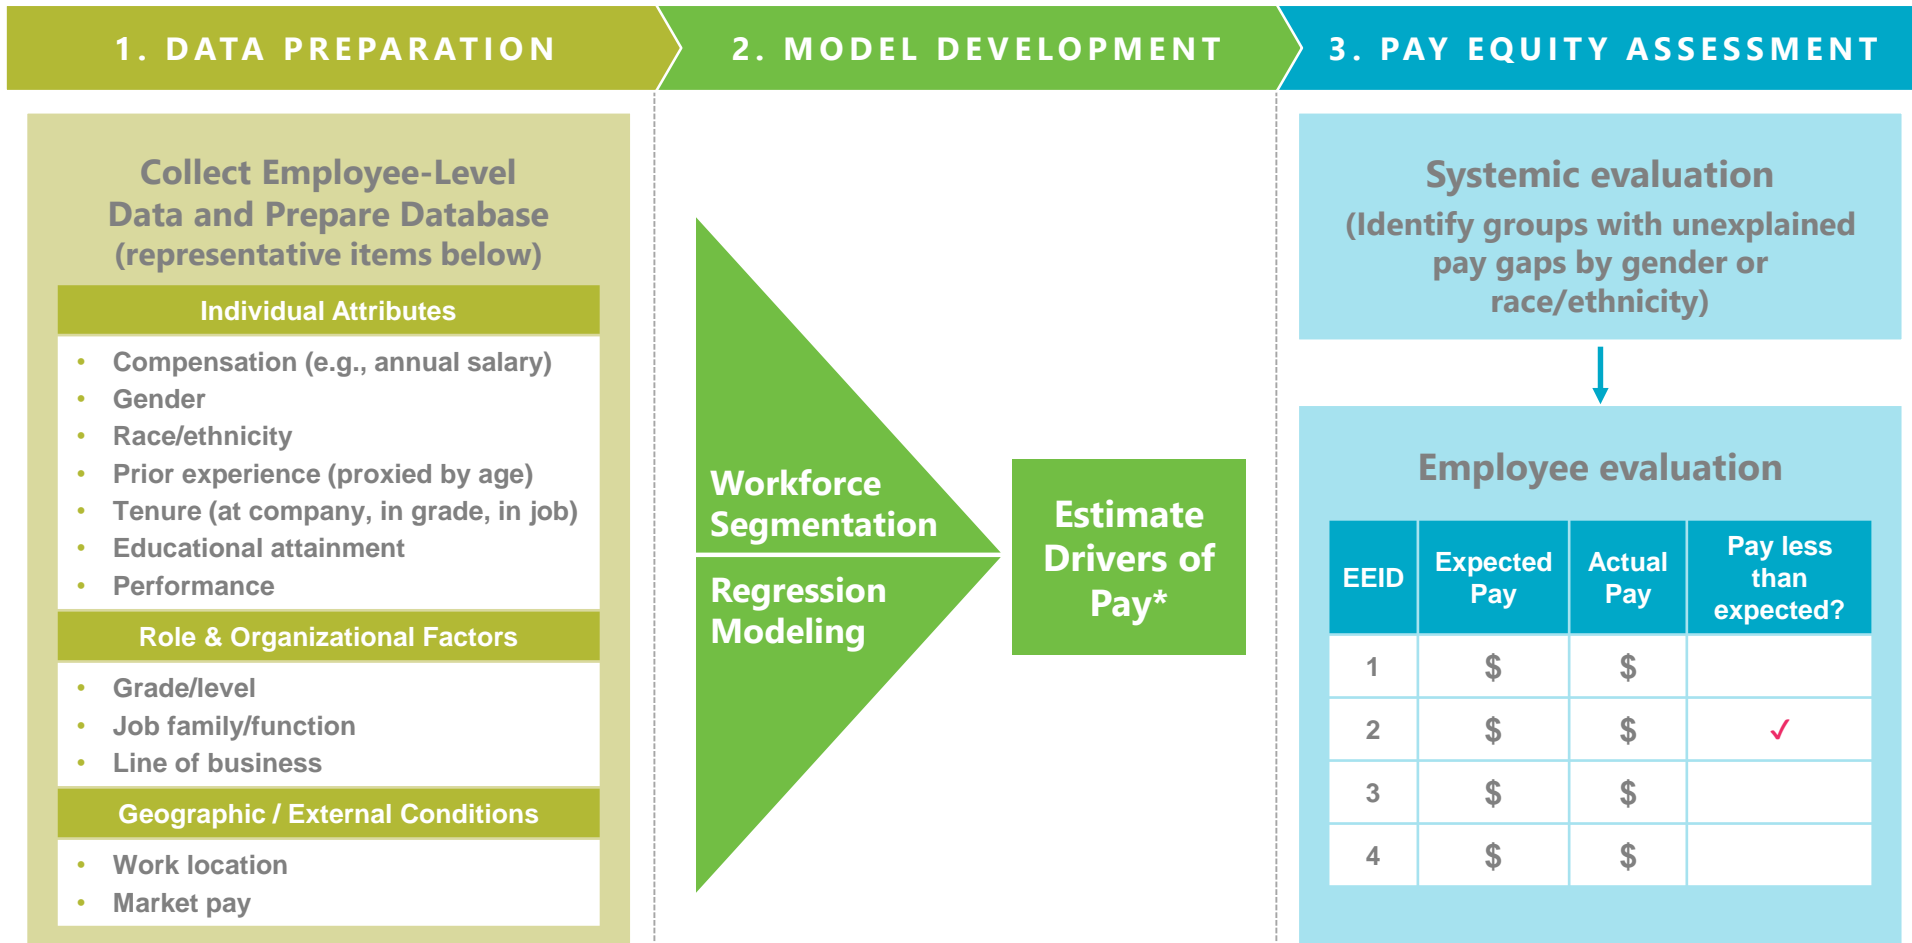 1. DATA PREPARATION
2. MODEL DEVELOPMENT
3. PAY EQUITY ASSESSMENT
Collect Employee-Level
Data and Prepare Database
(representative items below)
Individual Attributes
• Compensation (e.g., annual salary)
• Gender
• Race/ethnicity
• Prior experience (proxied by age)
• Tenure (at company, in grade, in job)
• Educational attainment
• Performance
Role & Organizational Factors
• Grade/level
• Job family/function
• Line of business
Geographic / External Conditions
• Work location
• Market pay
Workforce
Segmentation
Regression
Modeling
Estimate
Drivers of
Pay*
Systemic evaluation
(Identify groups with unexplained
pay gaps by gender or
race/ethnicity)
Employee evaluation
EEID
Expected
Pay
Actual
Pay
Pay less
than
expected?
1 $ $
2 $ $ ✓
3 $ $
4 $ $